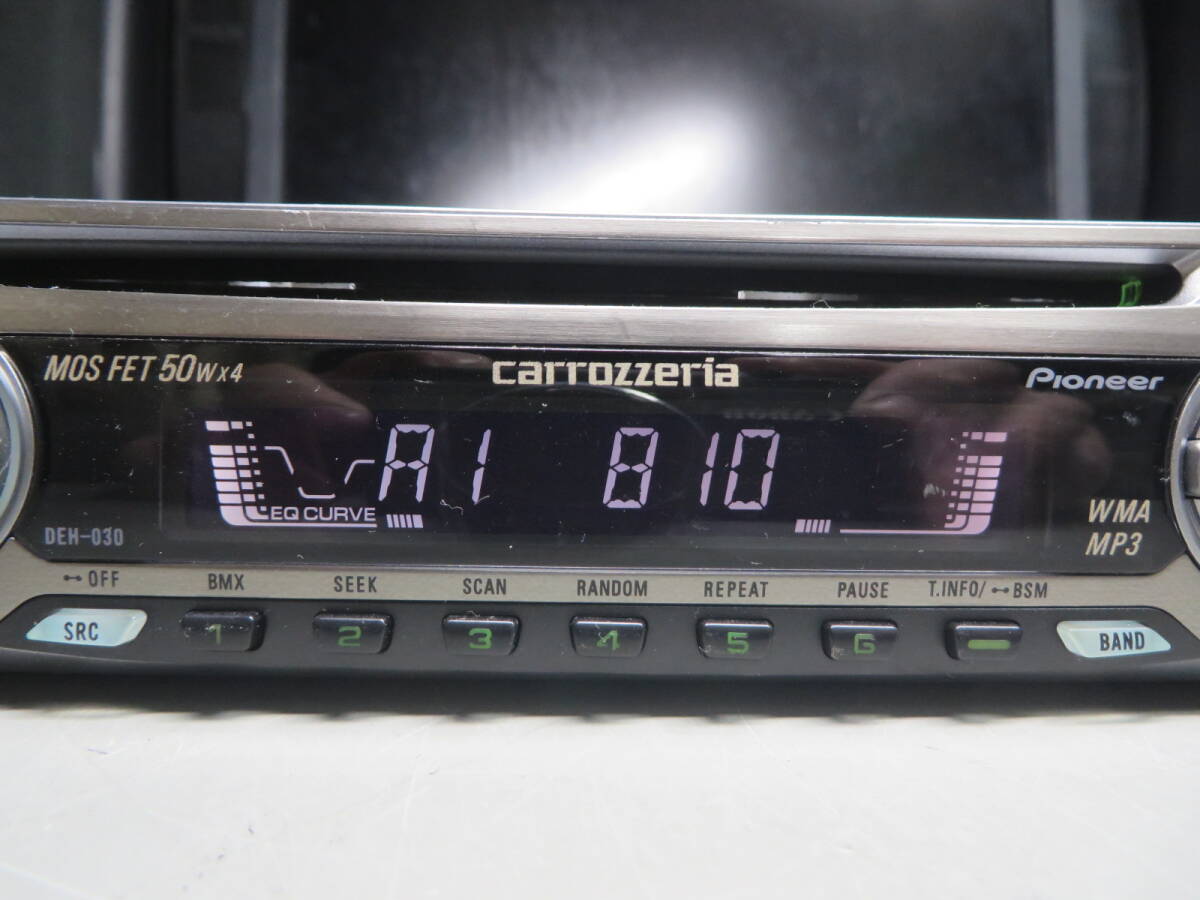 MOS FET 50W×4
carrozzeria
Pioneer
A1 810
EQ CURVE
DEH-030
WMA
MP3
OFF BMX SEEK SCAN RANDOM REPEAT PAUSE T.INFO/ BSM
SRC 1 2 3 4 5 6 BAND